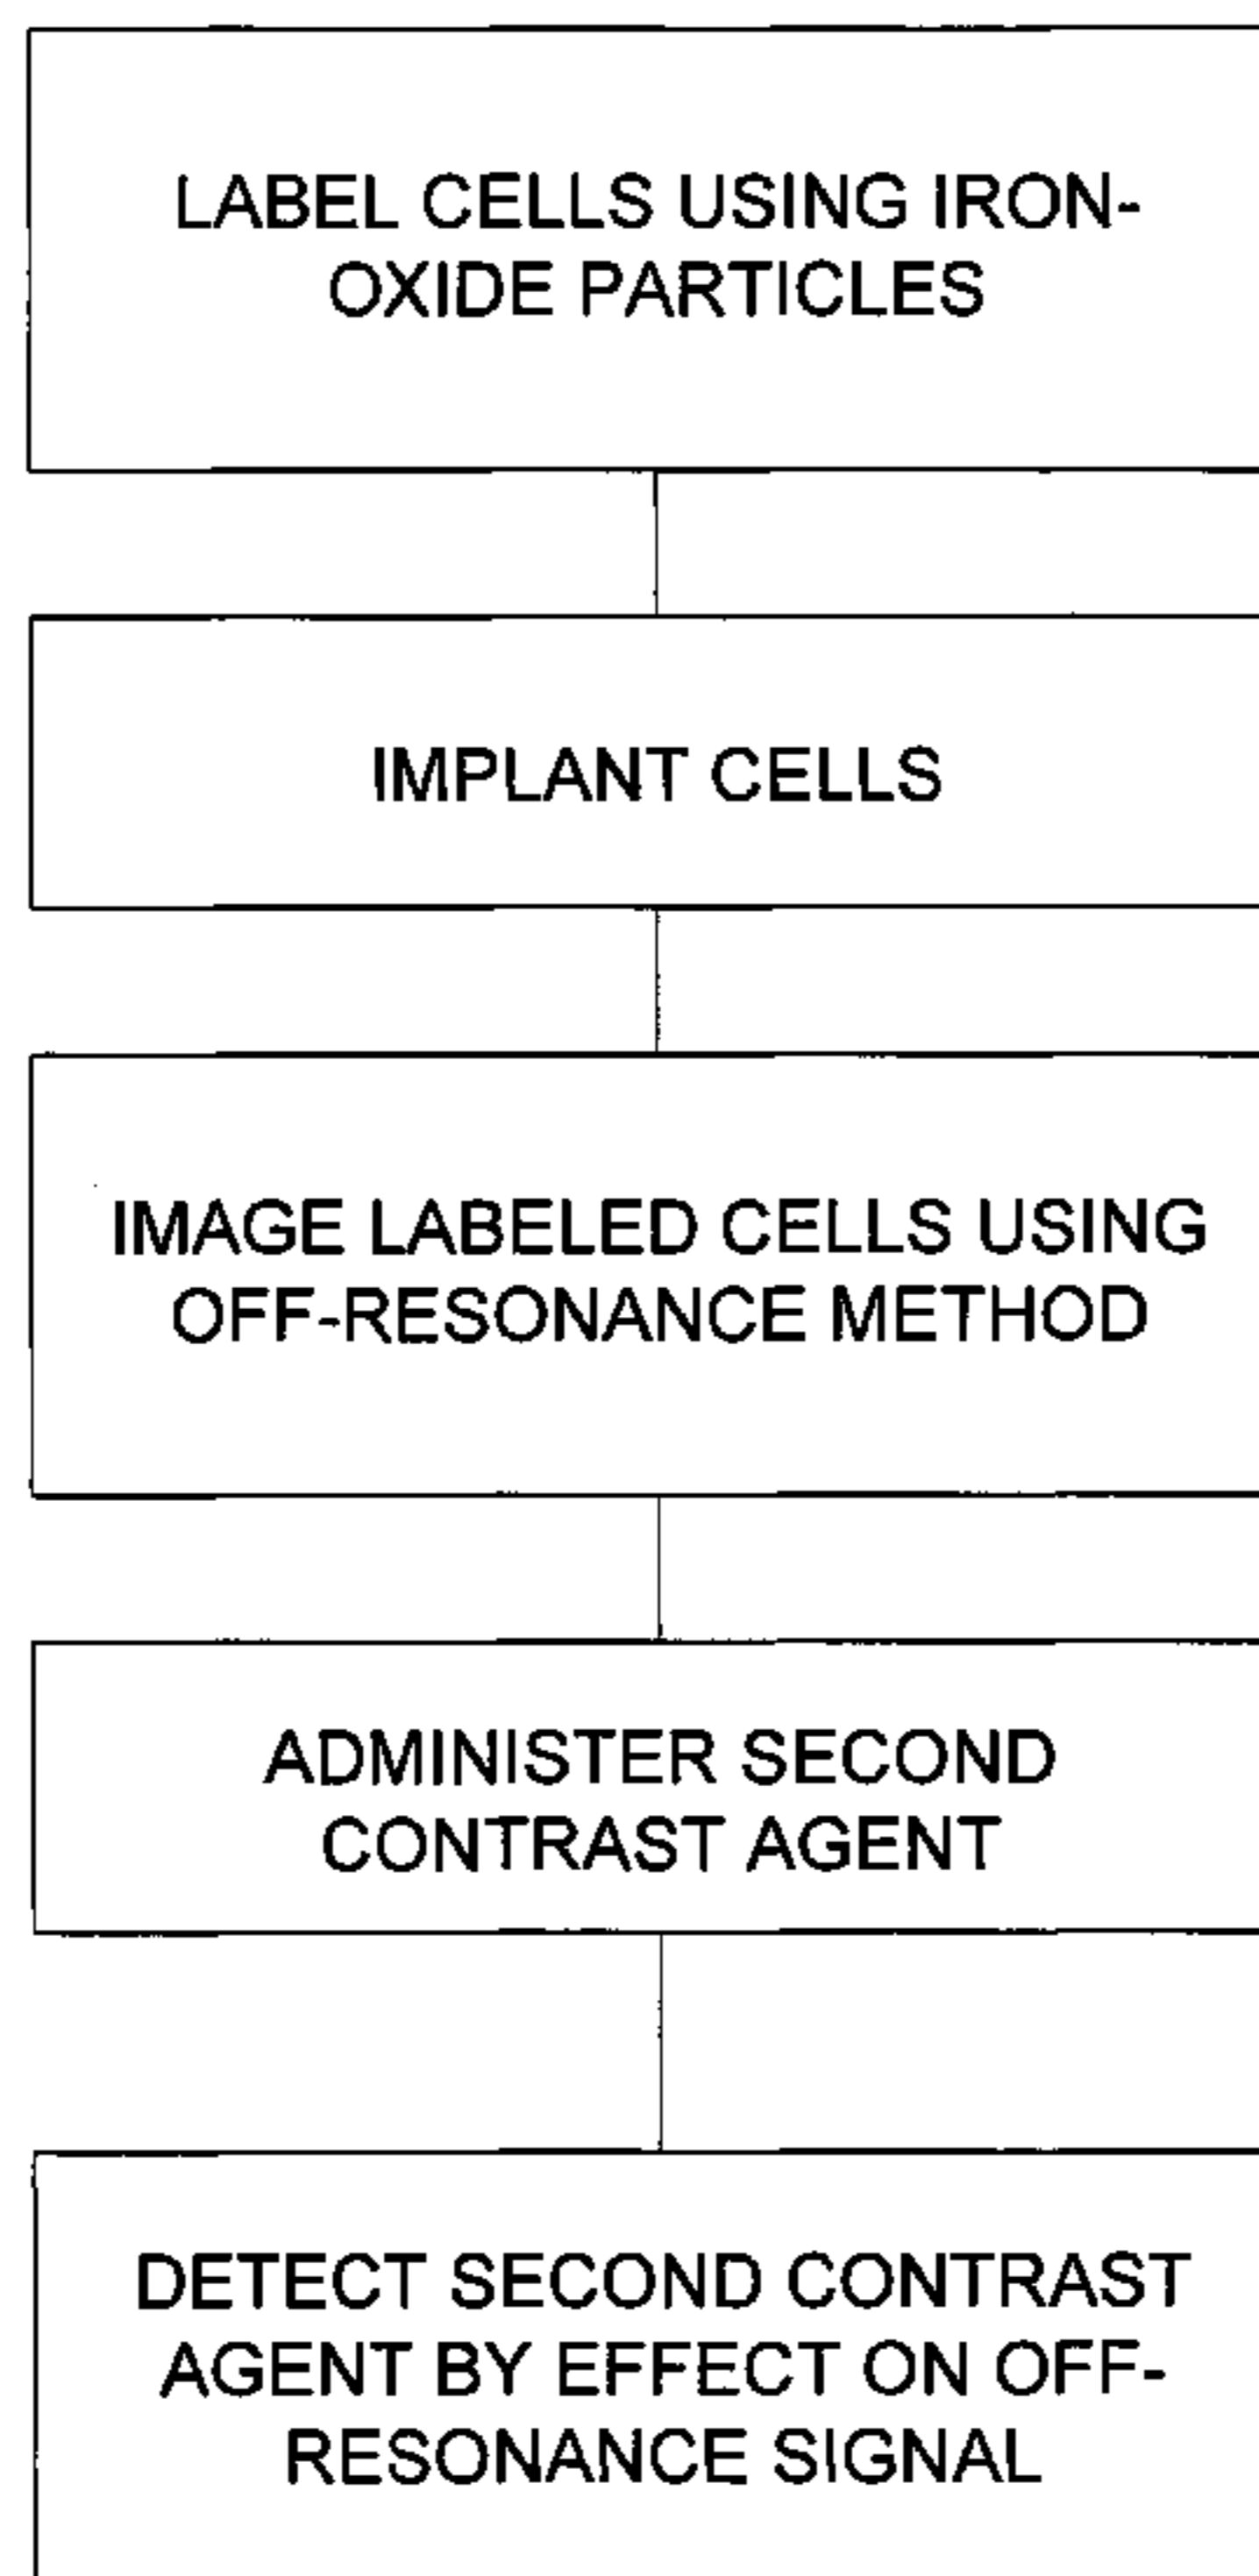 LABEL CELLS USING IRON-
OXIDE PARTICLES
IMPLANT CELLS
IMAGE LABELED CELLS USING
OFF-RESONANCE METHOD
ADMINISTER SECOND
CONTRAST AGENT
DETECT SECOND CONTRAST
AGENT BY EFFECT ON OFF-
RESONANCE SIGNAL